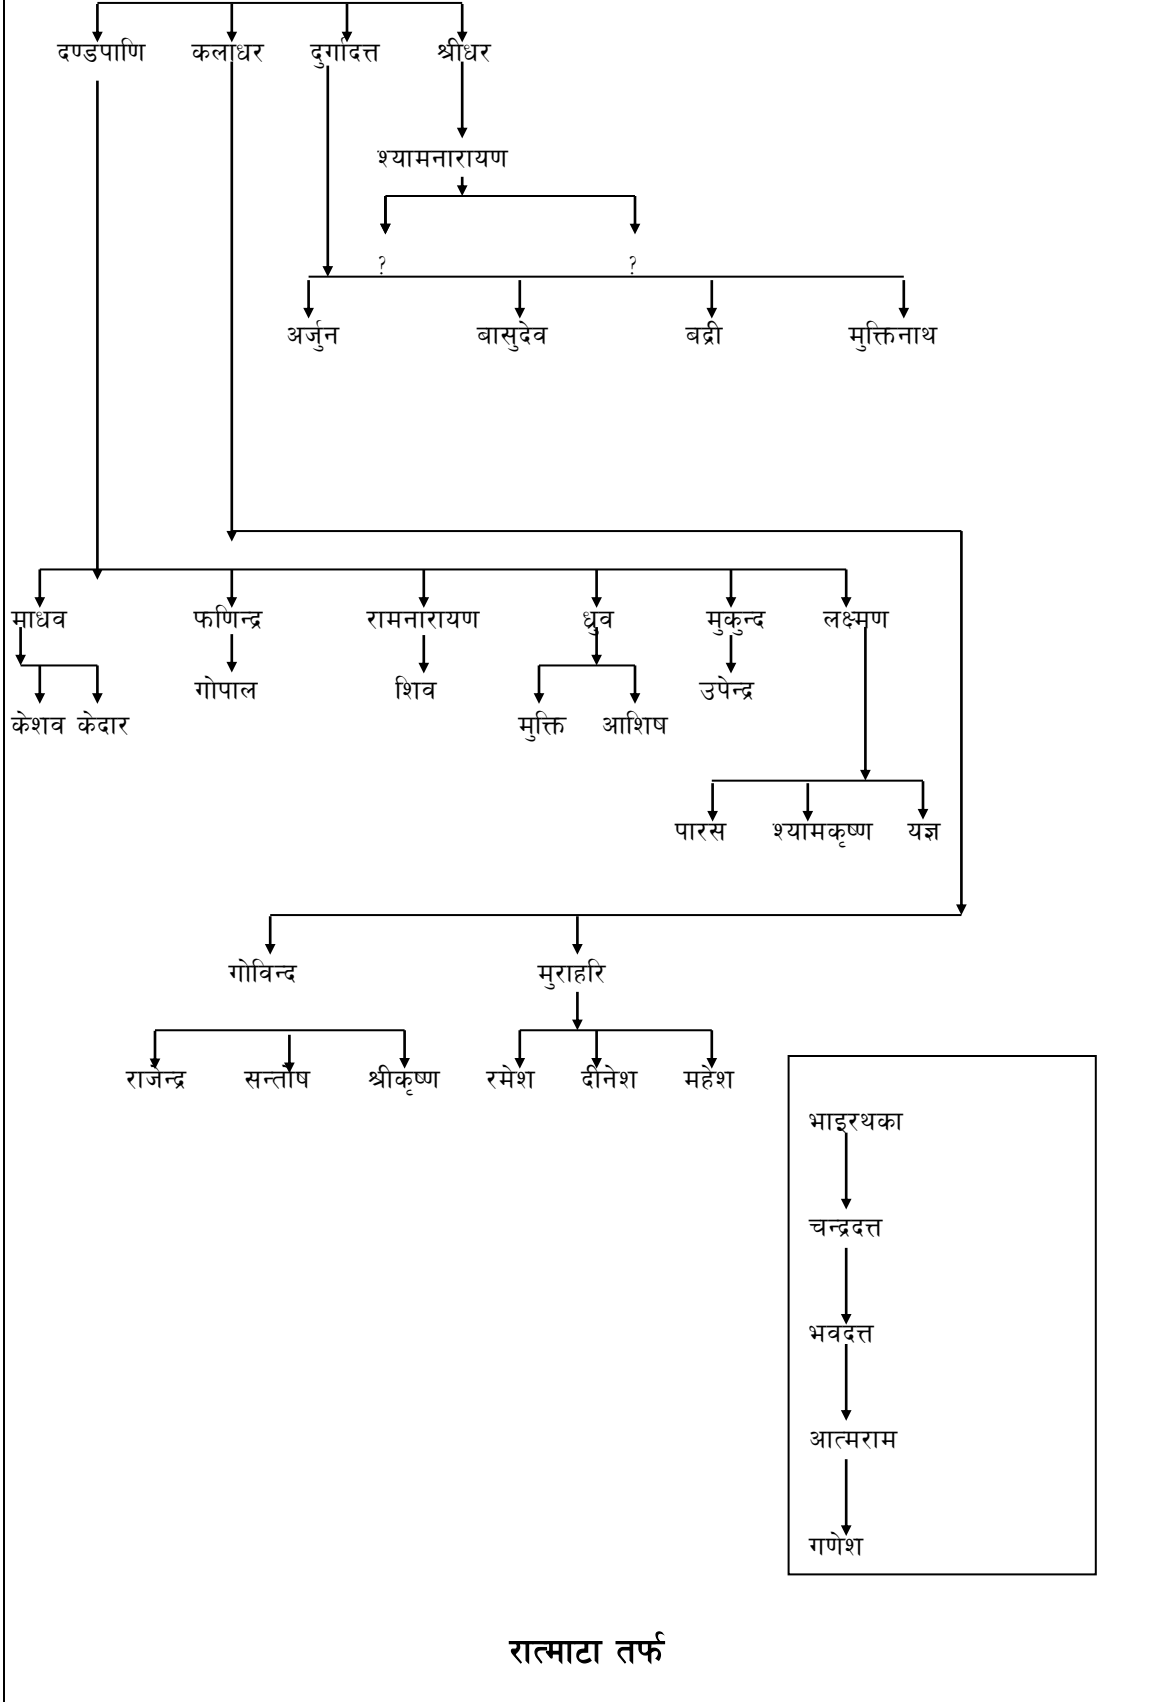 दण्डपाणि कलाधर दुर्गादत्त श्रीधर
श्यामनारायण
? ?
अर्जुन बासुदेव बद्री मुक्तिनाथ
माधव फणिन्द्र रामनारायण ध्रुव मुकुन्द लक्ष्मण
गोपाल शिव उपेन्द्र
केशव केदार मुक्ति आशिष
पारस श्यामकृष्ण यज्ञ
गोविन्द मुराहरि
राजेन्द्र सन्तोष श्रीकृष्ण रमेश दीनेश महेश
भाइरथका
चन्द्रदत्त
भवदत्त
आत्मराम
गणेश
रात्माटा तर्फ